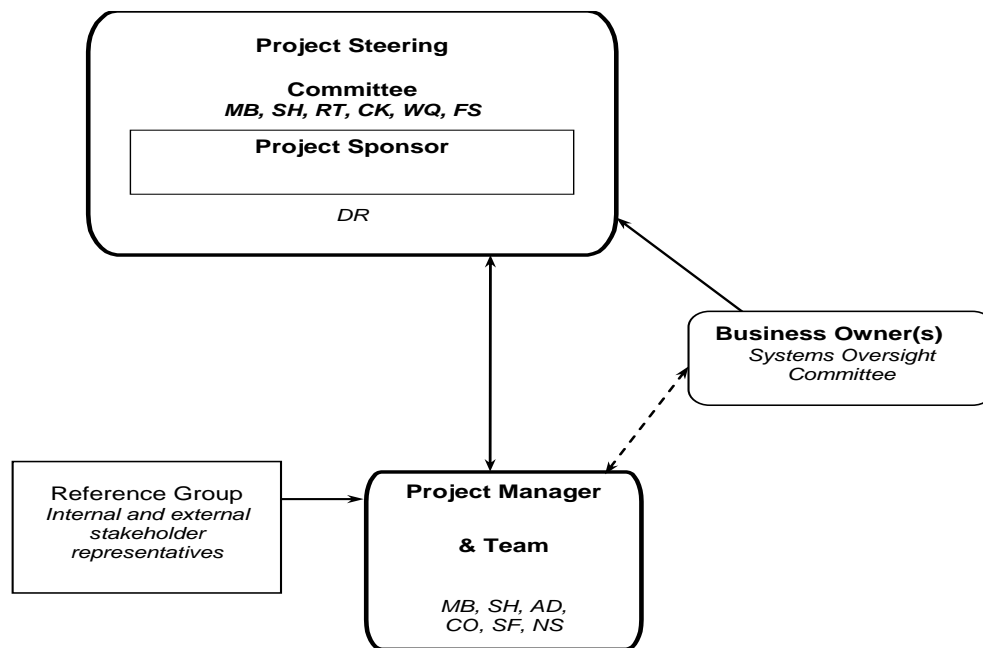 Project Steering
Committee
MB, SH, RT, CK, WQ, FS
Project Sponsor
DR
Business Owner(s)
Systems Oversight
Committee
Reference Group
Internal and external
stakeholder
representatives
Project Manager
& Team
MB, SH, AD,
CO, SF, NS